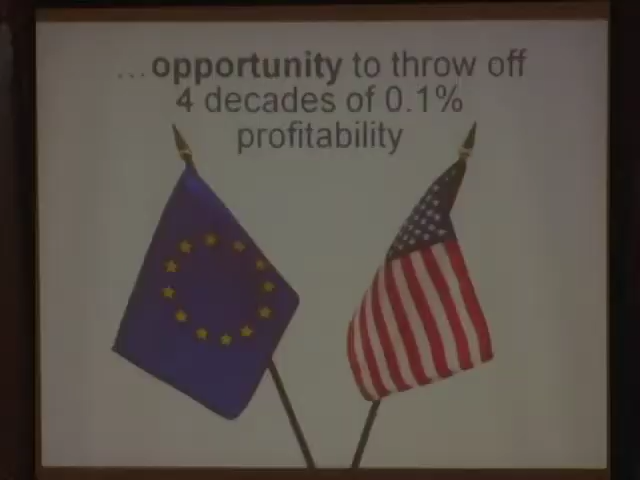 ...opportunity to throw off
4 decades of 0.1%
profitability